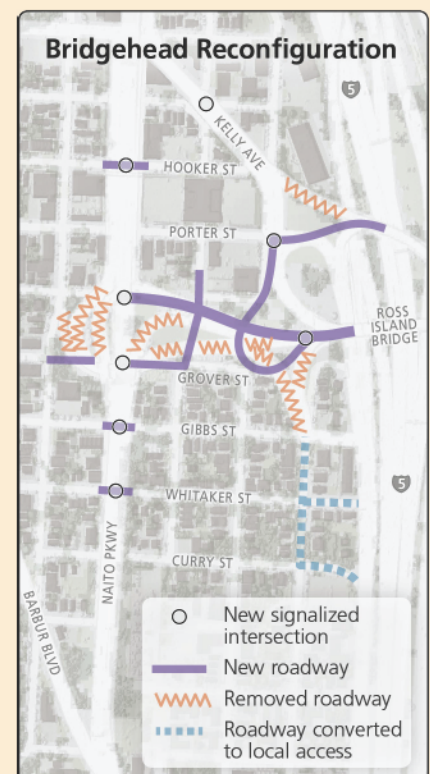 Bridgehead Reconfiguration
5
KELLY AVE
HOOKER ST
PORTER ST
ROSS
ISLAND
BRIDGE
GROVER ST
GIBBS ST
5
WHITAKER ST
NAITO PKWY
CURRY ST
BARBUR BLVD
New signalized
intersection
New roadway
Removed roadway
Roadway converted
to local access